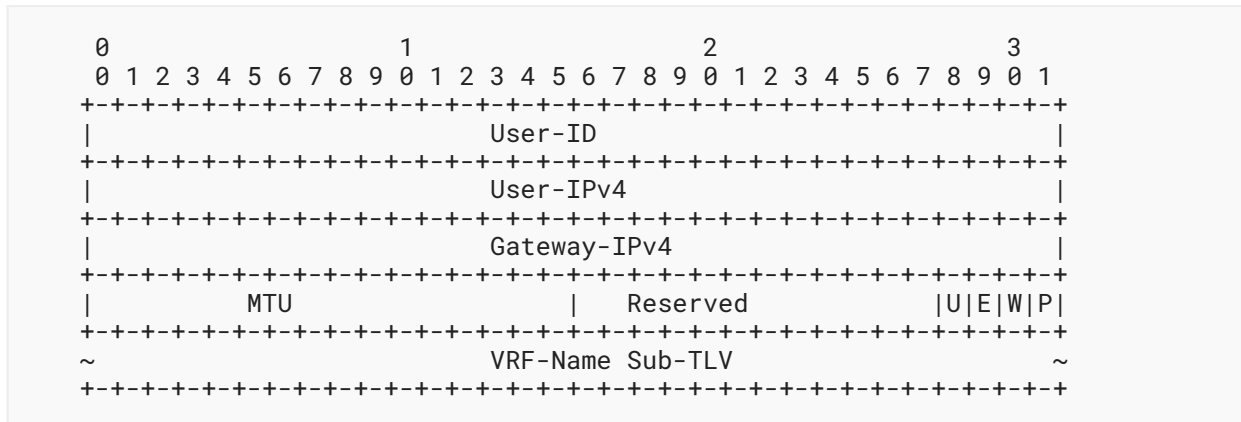 0                   1                   2                   3
 0 1 2 3 4 5 6 7 8 9 0 1 2 3 4 5 6 7 8 9 0 1 2 3 4 5 6 7 8 9 0 1
+-+-+-+-+-+-+-+-+-+-+-+-+-+-+-+-+-+-+-+-+-+-+-+-+-+-+-+-+-+-+-+-+
|                          User-ID                              |
+-+-+-+-+-+-+-+-+-+-+-+-+-+-+-+-+-+-+-+-+-+-+-+-+-+-+-+-+-+-+-+-+
|                          User-IPv4                            |
+-+-+-+-+-+-+-+-+-+-+-+-+-+-+-+-+-+-+-+-+-+-+-+-+-+-+-+-+-+-+-+-+
|                          Gateway-IPv4                         |
+-+-+-+-+-+-+-+-+-+-+-+-+-+-+-+-+-+-+-+-+-+-+-+-+-+-+-+-+-+-+-+-+
|          MTU                  |   Reserved            |U|E|W|P|
+-+-+-+-+-+-+-+-+-+-+-+-+-+-+-+-+-+-+-+-+-+-+-+-+-+-+-+-+-+-+-+-+
~                          VRF-Name Sub-TLV                     ~
+-+-+-+-+-+-+-+-+-+-+-+-+-+-+-+-+-+-+-+-+-+-+-+-+-+-+-+-+-+-+-+-+